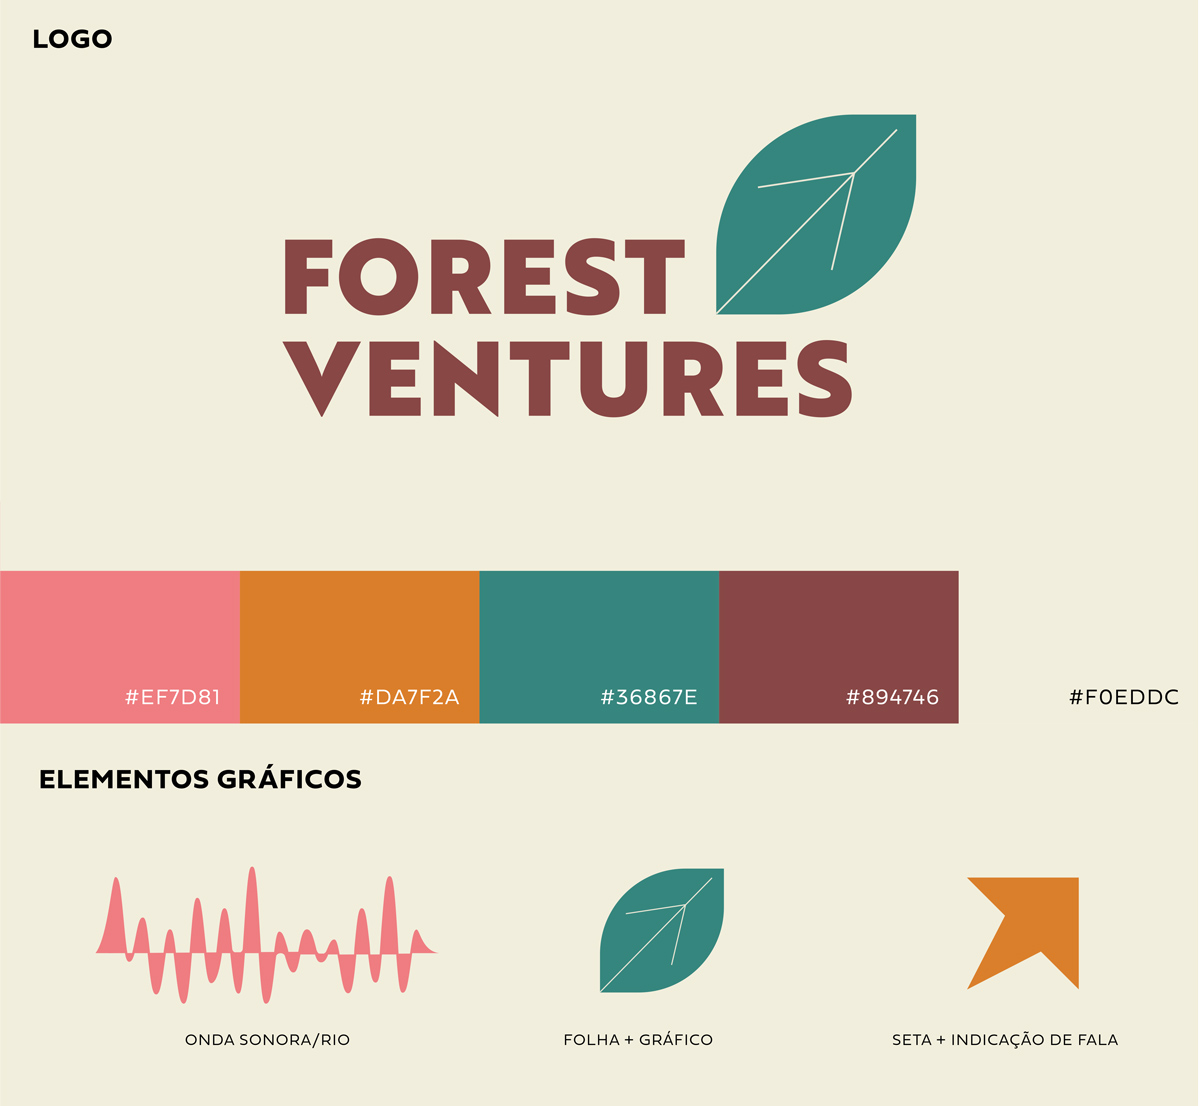 LOGO
FOREST
VENTURES
#EF7D81
#DA7F2A
#36867E
#894746
#F0EDDC
ELEMENTOS GRÁFICOS
ONDA SONORA/RIO
FOLHA + GRÁFICO
SETA + INDICAÇÃO DE FALA